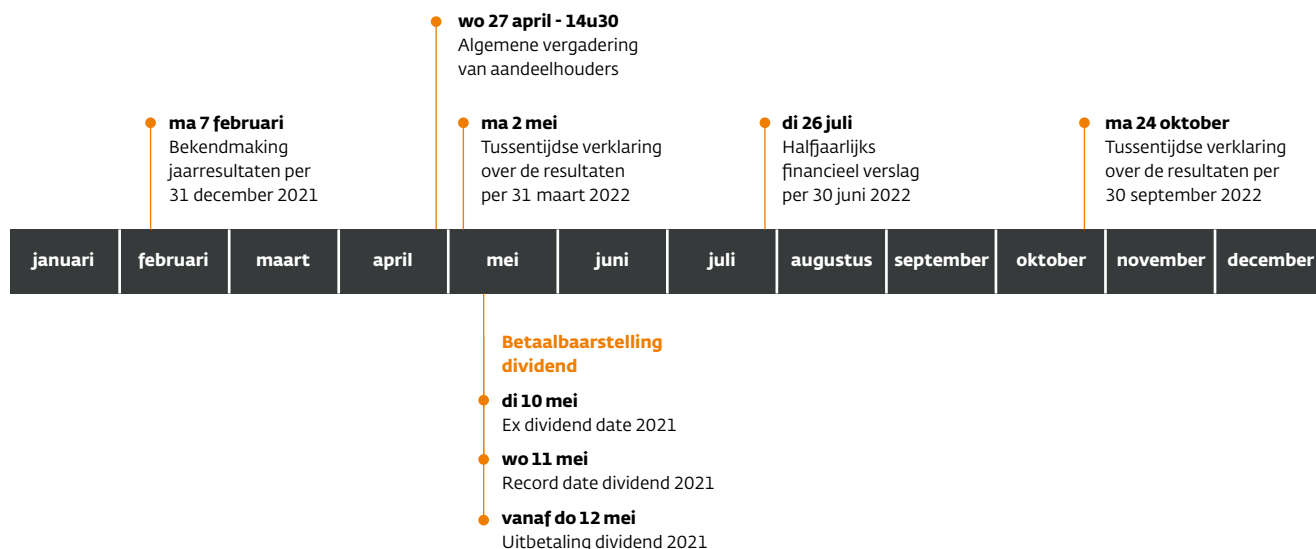 wo 27 april - 14u30
Algemene vergadering
van aandeelhouders
ma 7 februari
Bekendmaking
jaarresultaten per
31 december 2021
ma 2 mei
Tussentijdse verklaring
over de resultaten
per 31 maart 2022
di 26 juli
Halfjaarlijks
financieel verslag
per 30 juni 2022
ma 24 oktober
Tussentijdse verklaring
over de resultaten per
30 september 2022
januari februari maart april mei juni juli augustus september oktober november december
Betaalbaarstelling
dividend
di 10 mei
Ex dividend date 2021
wo 11 mei
Record date dividend 2021
vanaf do 12 mei
Uitbetaling dividend 2021